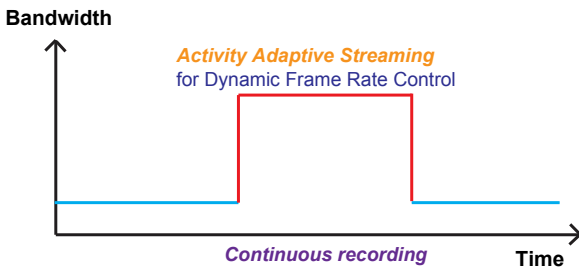 Bandwidth
Activity Adaptive Streaming
for Dynamic Frame Rate Control
Continuous recording
Time